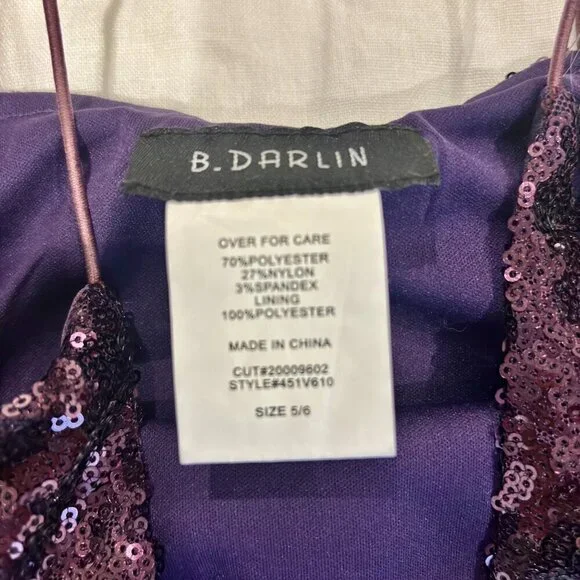 B. DARLIN
OVER FOR CARE
70%POLYESTER
27%NYLON
3%SPANDEX
LINING
100%POLYESTER
MADE IN CHINA
CUT#20009602
STYLE#451V610
SIZE 5/6